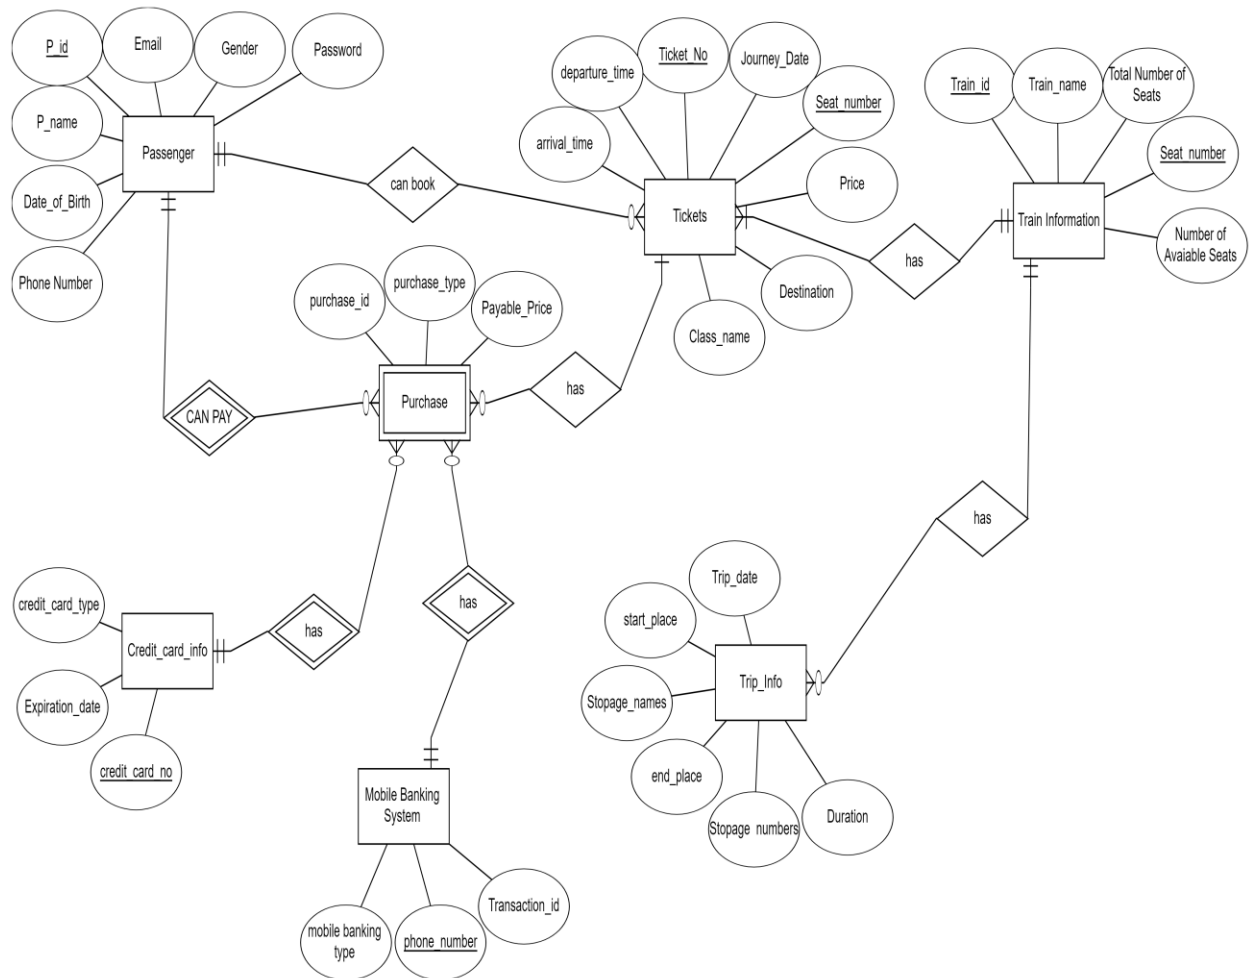 P_id
Email
Gender
Password
P_name
Passenger
Date_of_Birth
Phone Number
can book
departure_time
Ticket_No
Journey_Date
Seat_number
arrival_time
Price
Tickets
Destination
Class_name
has
Train_id
Train_name
Total Number of
Seats
Seat_number
Train Information
Number of
Avaiable Seats
purchase_id
purchase_type
Payable_Price
Purchase
has
CAN PAY
has
credit_card_type
Credit_card_info
Expiration_date
credit_card_no
has
has
Mobile Banking
System
mobile banking
type
phone_number
Transaction_id
Trip_date
start_place
Trip_Info
Stopage_names
end_place
Stopage numbers
Duration